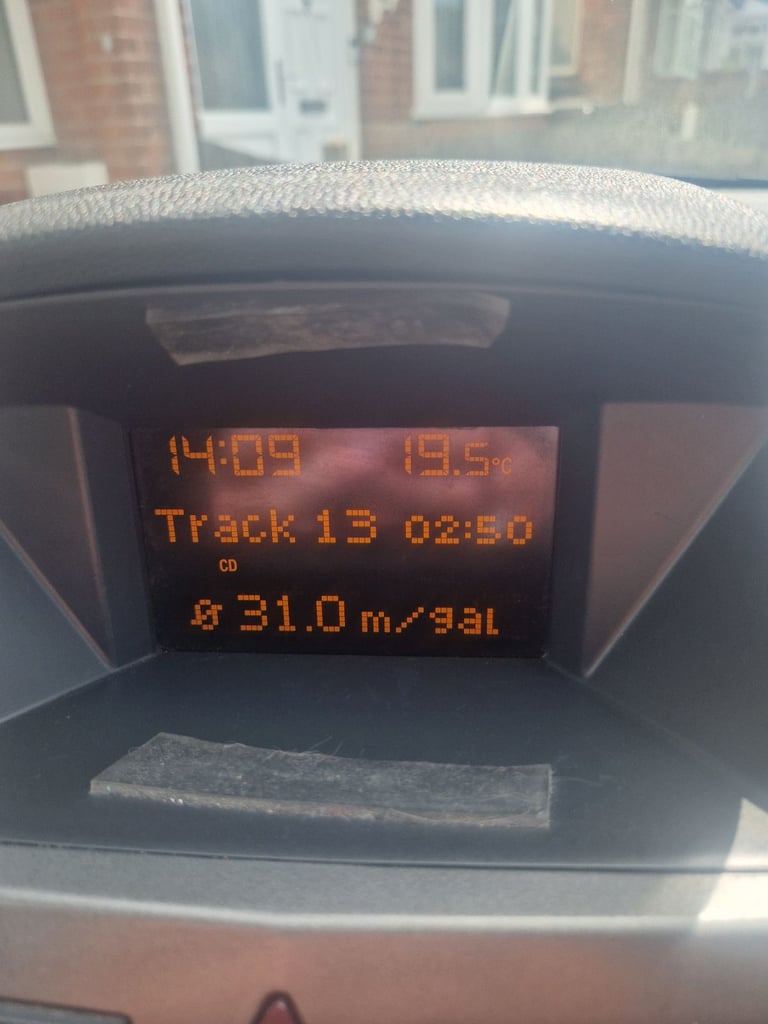 14:09 19.5°C
Track 13 02:50
CD
Ø 31.0 m/gal